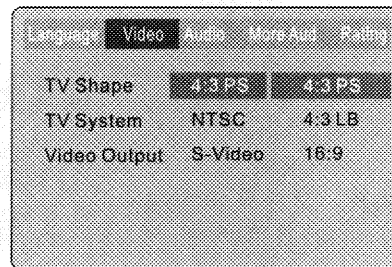 Language Video Audio More Aud Rating
TV Shape 4:3 PS 4:3 PS
TV System NTSC 4:3 LB
Video Output S-Video 16:9